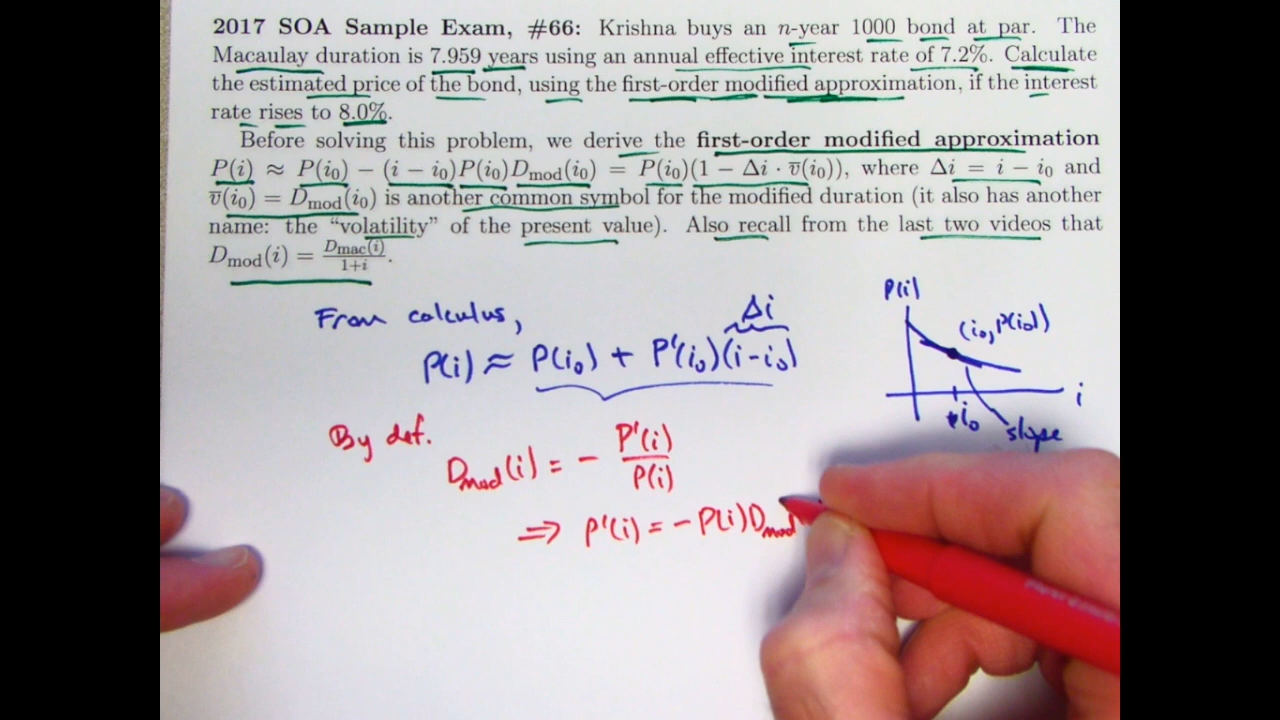 2017 SOA Sample Exam, #66: Krishna buys an n-year 1000 bond at par. The
Macaulay duration is 7.959 years using an annual effective interest rate of 7.2%. Calculate
the estimated price of the bond, using the first-order modified approximation, if the interest
rate rises to 8.0%.
Before solving this problem, we derive the first-order modified approximation
P(i) ≈ P(i₀) − (i − i₀)P(i₀)D_mod(i₀) = P(i₀)(1 − Δi · v̅(i₀)), where Δi = i − i₀ and
v̅(i₀) = D_mod(i₀) is another common symbol for the modified duration (it also has another
name: the “volatility” of the present value). Also recall from the last two videos that
D_mod(i) = D_mac(i)/1+i.
From calculus,
Δi
P(i) ≈ P(i₀) + P'(i₀)(i-i₀)
P(i)
(i₀, P(i₀))
i
i₀
slope
By def.
D_mod(i) = - P'(i)/P(i)
⇒ P'(i) = -P(i)D_mod